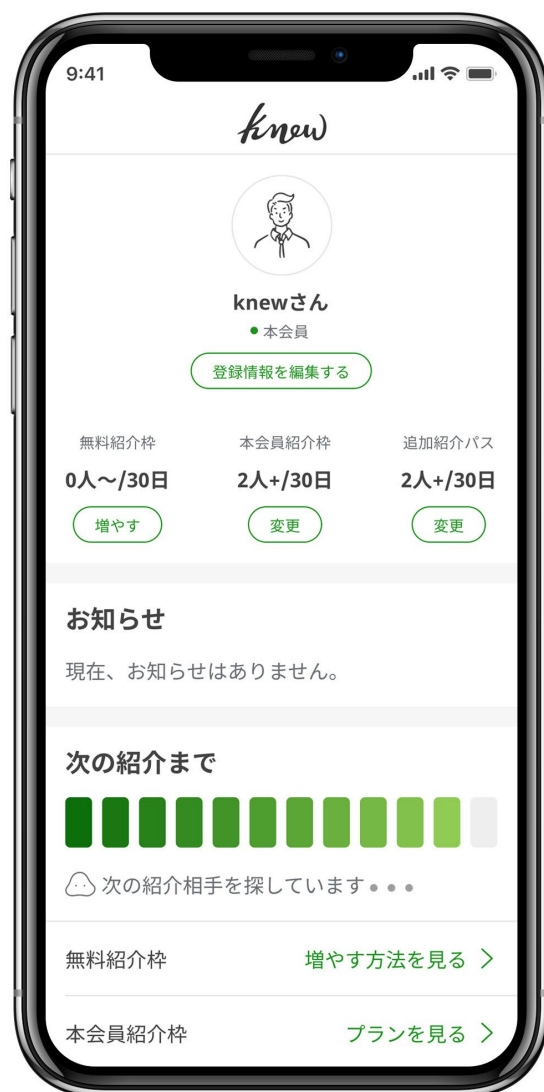 9:41
knew
knewさん
本会員
登録情報を編集する
無料紹介枠 本会員紹介枠 追加紹介パス
0人〜/30日 2人+/30日 2人+/30日
増やす 変更 変更
お知らせ
現在、お知らせはありません。
次の紹介まで
次の紹介相手を探しています•••
無料紹介枠 増やす方法を見る
本会員紹介枠 プランを見る